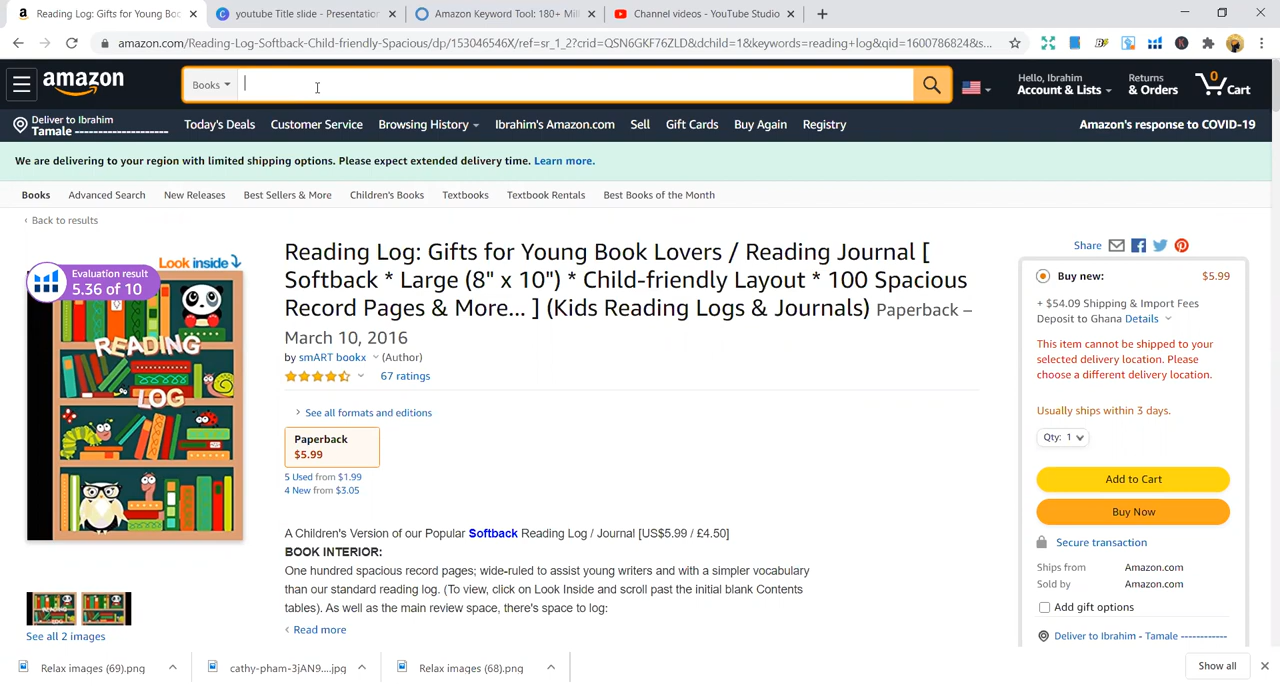 Reading Log: Gifts for Young Boo
youtube Title slide - Presentation
Amazon Keyword Tool: 180+ Mil
Channel videos - YouTube Studio
amazon.com/Reading-Log-Softback-Child-friendly-Spacious/dp/153046546X/ref=sr_1_2?crid=QSN6GKF76ZLD&dchild=1&keywords=reading+log&qid=1600786824&s...
amazon
Books
Hello, Ibrahim
Account & Lists
Returns
& Orders
0
Cart
Deliver to Ibrahim
Tamale ------------------
Today's Deals Customer Service Browsing History Ibrahim's Amazon.com Sell Gift Cards Buy Again Registry
Amazon's response to COVID-19
We are delivering to your region with limited shipping options. Please expect extended delivery time. Learn more.
Books Advanced Search New Releases Best Sellers & More Children's Books Textbooks Textbook Rentals Best Books of the Month
‹ Back to results
Look inside
Evaluation result
5.36 of 10
READING
LOG
See all 2 images
Reading Log: Gifts for Young Book Lovers / Reading Journal [
Softback * Large (8" x 10") * Child-friendly Layout * 100 Spacious
Record Pages & More... ] (Kids Reading Logs & Journals) Paperback –
March 10, 2016
by smART bookx (Author)
67 ratings
See all formats and editions
Paperback
$5.99
5 Used from $1.99
4 New from $3.05
A Children's Version of our Popular Softback Reading Log / Journal [US$5.99 / £4.50]
BOOK INTERIOR:
One hundred spacious record pages; wide-ruled to assist young writers and with a simpler vocabulary
than our standard reading log. (To view, click on Look Inside and scroll past the initial blank Contents
tables). As well as the main review space, there's space to log:
Read more
Share
Buy new: $5.99
+ $54.09 Shipping & Import Fees
Deposit to Ghana Details
This item cannot be shipped to your
selected delivery location. Please
choose a different delivery location.
Usually ships within 3 days.
Qty: 1
Add to Cart
Buy Now
Secure transaction
Ships from Amazon.com
Sold by Amazon.com
Add gift options
Deliver to Ibrahim - Tamale -----------
Relax images (69).png
cathy-pham-3jAN9....jpg
Relax images (68).png
Show all